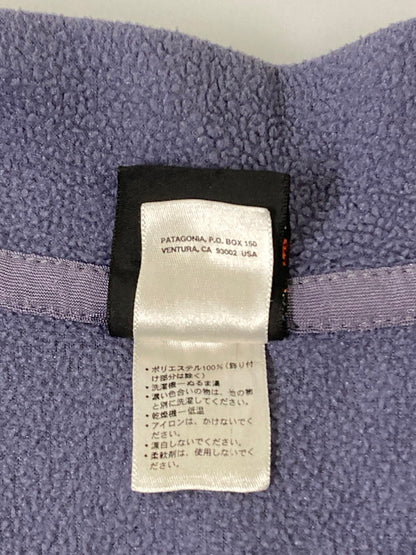 PATAGONIA, P.O. BOX 150
VENTURA, CA 93002 USA
・ポリエステル100%(飾り付
け部分は除く)
・洗濯機一ぬるま湯
・濃い色合いの物は、他の物
と別に洗濯してください。
・乾燥機一低温
・アイロンは、かけないでく
ださい。
・漂白しないでください。
・柔軟剤は、使用しないでく
ださい。